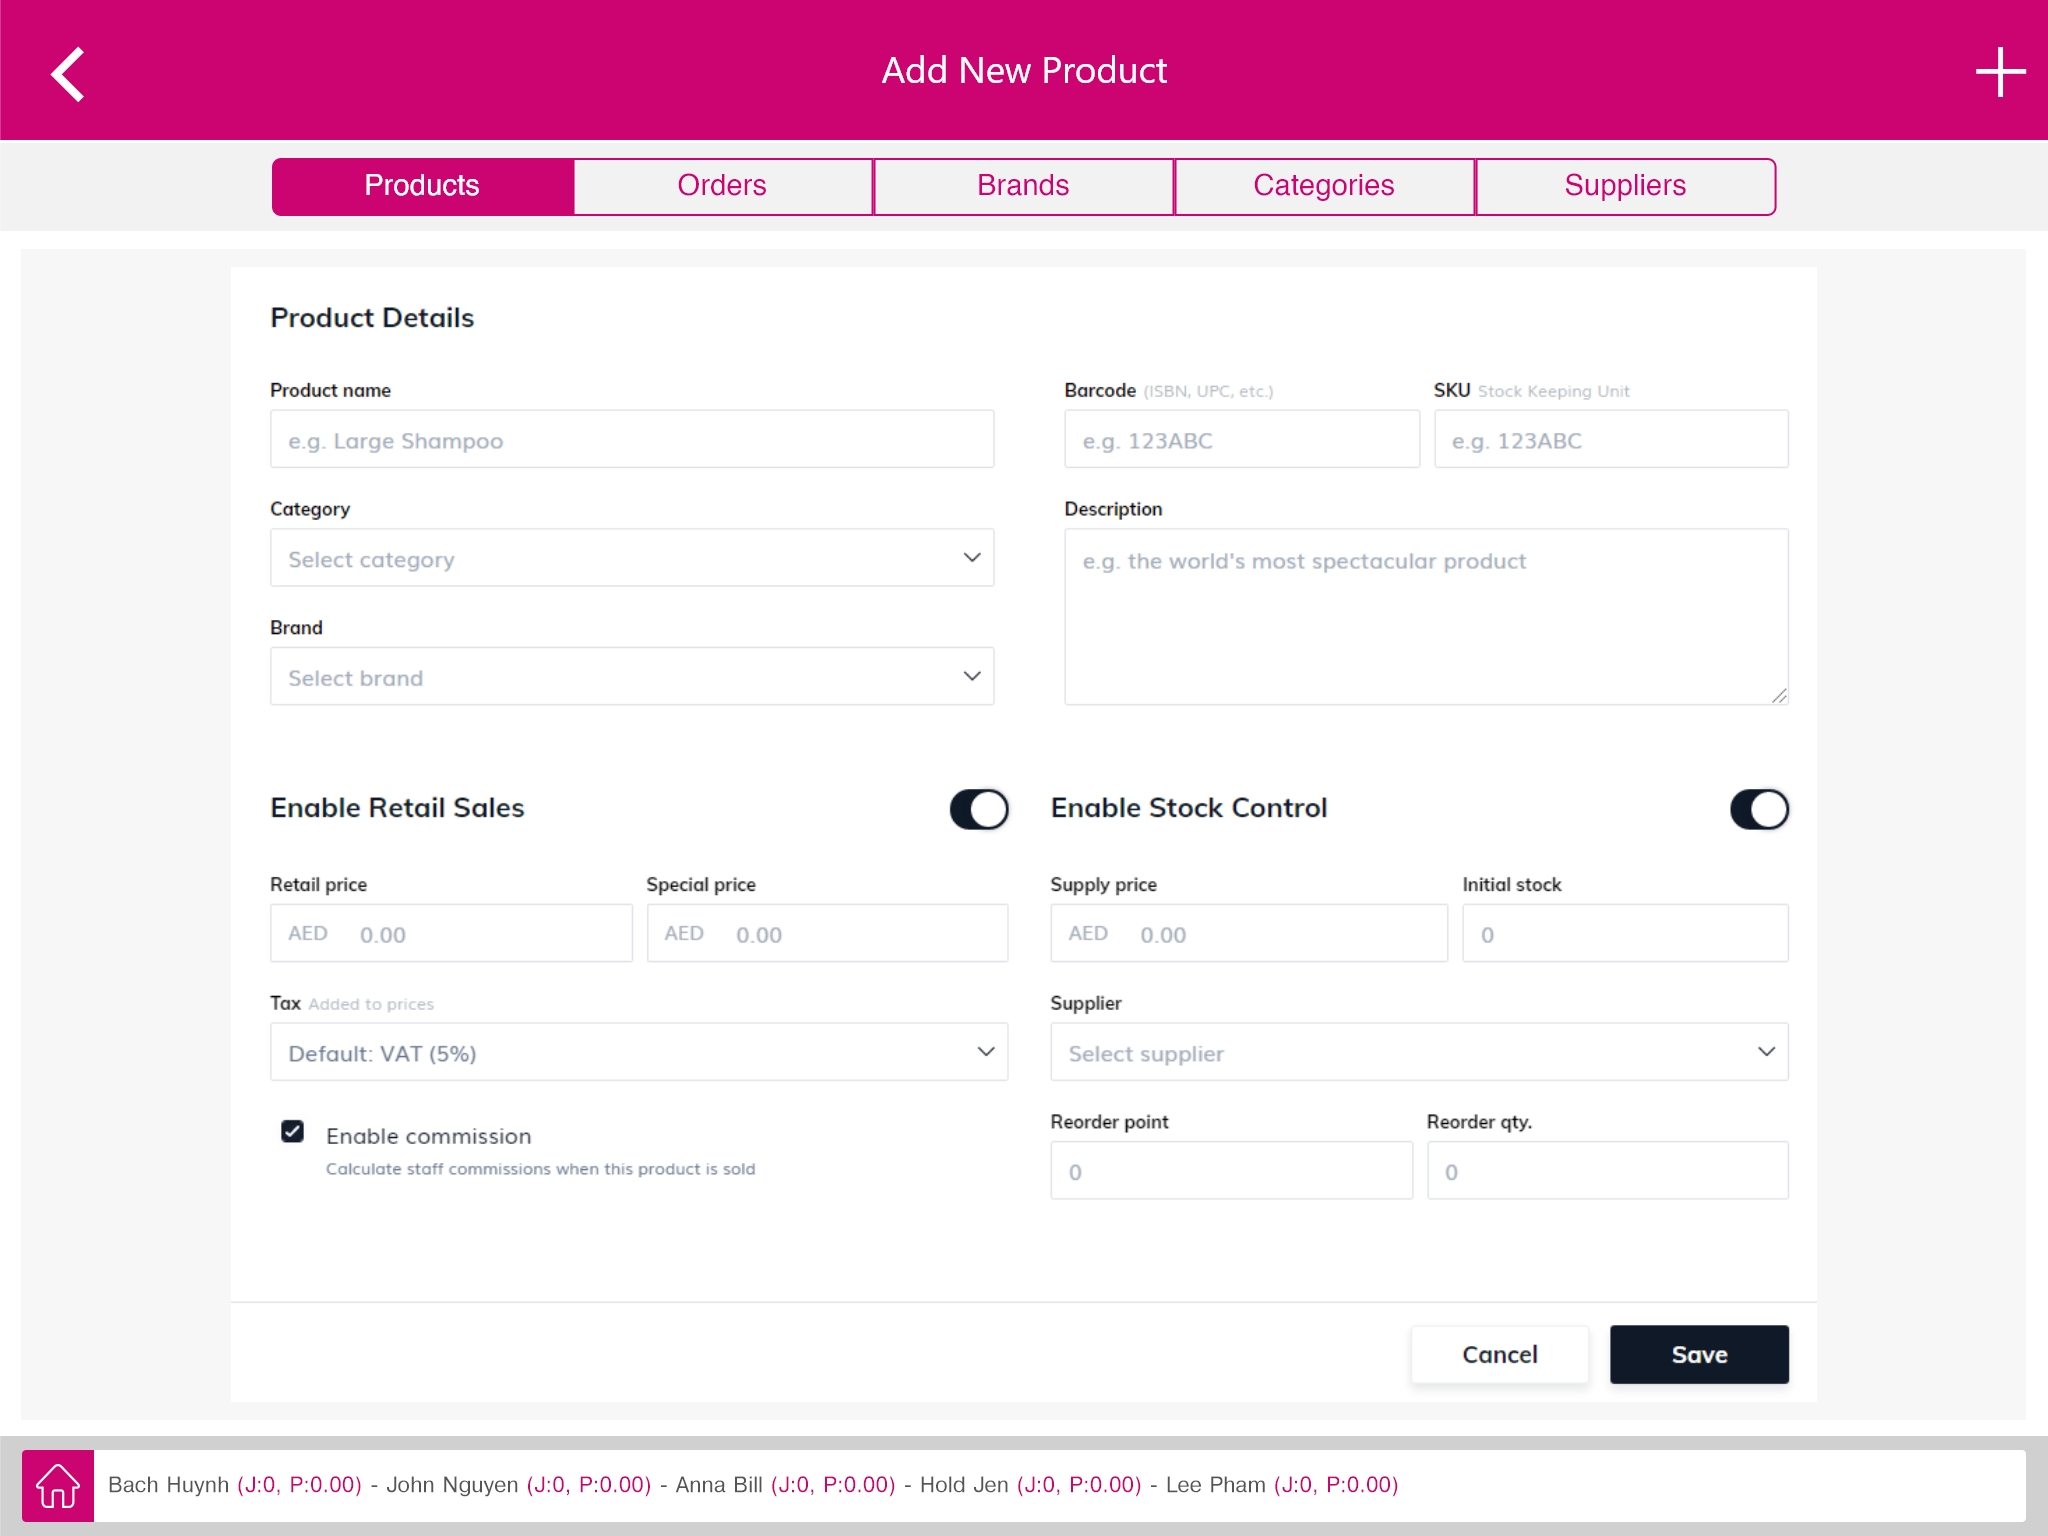 Add New Product
Products Orders Brands Categories Suppliers
Product Details
Product name
e.g. Large Shampoo
Barcode (ISBN, UPC, etc.)
e.g. 123ABC
SKU Stock Keeping Unit
e.g. 123ABC
Category
Select category
Brand
Select brand
Description
e.g. the world's most spectacular product
Enable Retail Sales
Retail price
AED 0.00
Special price
AED 0.00
Tax Added to prices
Default: VAT (5%)
Enable commission
Calculate staff commissions when this product is sold
Enable Stock Control
Supply price
AED 0.00
Initial stock
0
Supplier
Select supplier
Reorder point
0
Reorder qty.
0
Cancel
Save
Bach Huynh (J:0, P:0.00) - John Nguyen (J:0, P:0.00) - Anna Bill (J:0, P:0.00) - Hold Jen (J:0, P:0.00) - Lee Pham (J:0, P:0.00)